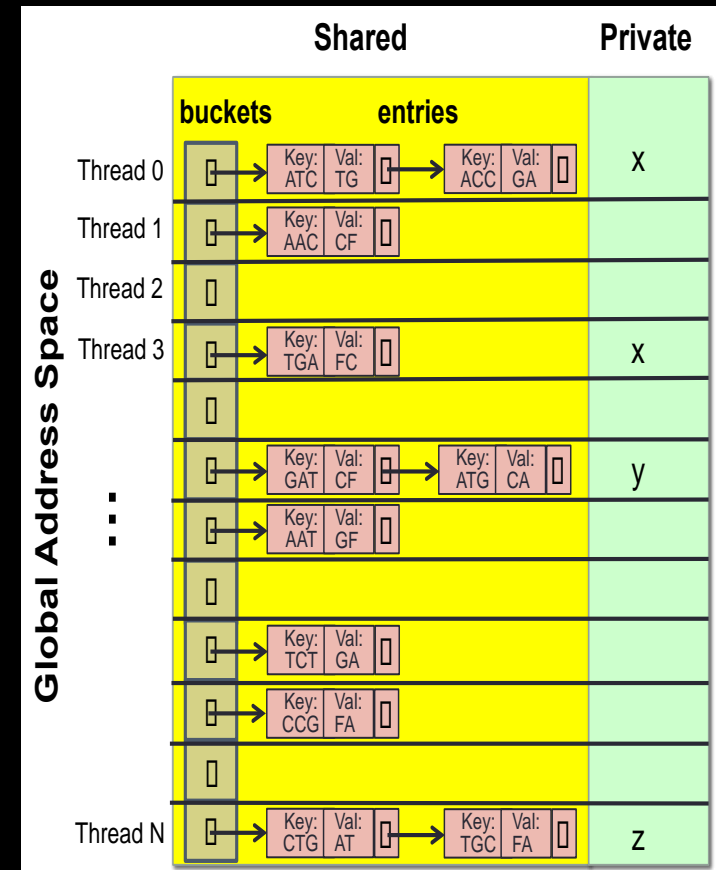 Shared Private
buckets entries
Global Address Space
Thread 0
Key: Val: Key: Val: x
ATC TG ACC GA
Thread 1
Key: Val:
AAC CF
Thread 2
Thread 3
Key: Val: x
TGA FC
...
Key: Val: Key: Val: y
GAT CF ATG CA
Key: Val:
AAT GF
Key: Val:
TCT GA
Key: Val:
CCG FA
Thread N
Key: Val: Key: Val: z
CTG AT TGC FA